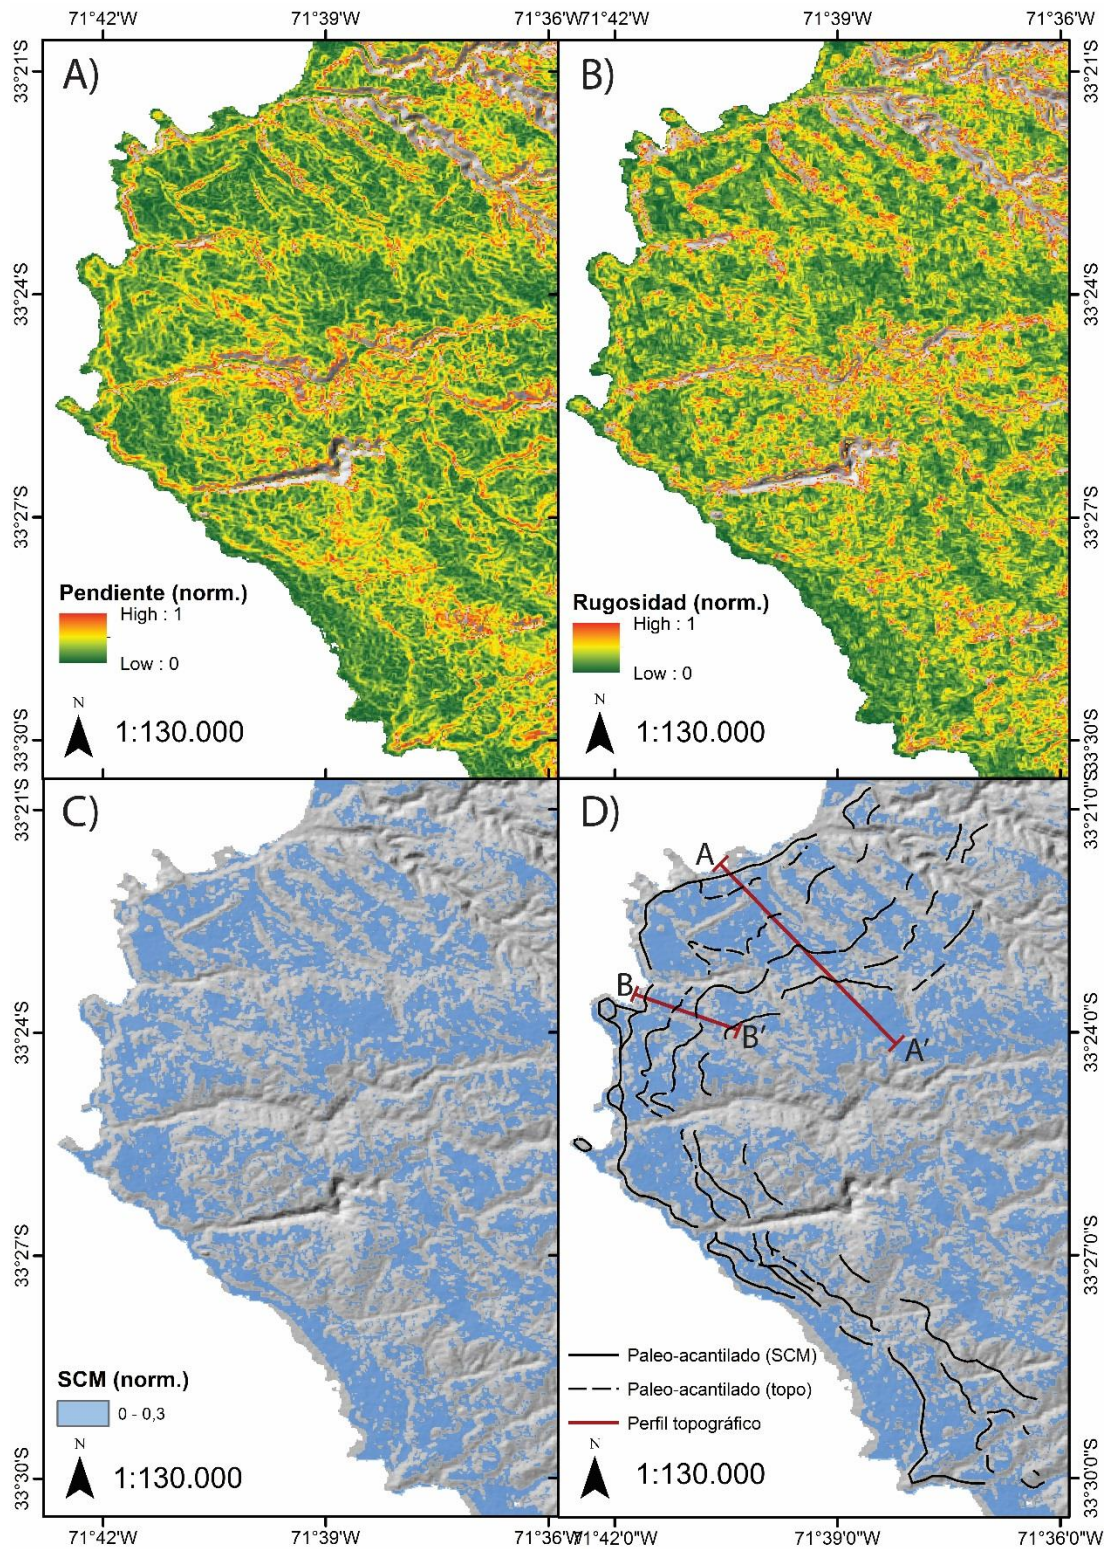 71°42'W 71°39'W 71°36'W 71°42'W 71°39'W 71°36'W
A)
B)
33°21'S
33°24'S
33°27'S
33°30'S
33°21'S
33°24'S
33°27'S
33°30'S
Pendiente (norm.)
High : 1
Low : 0
N
1:130.000
Rugosidad (norm.)
High : 1
Low : 0
N
1:130.000
C)
D)
33°21'S
33°24'S
33°27'S
33°30'S
33°21'0"S
33°24'0"S
33°27'0"S
33°30'0"S
A
A'
B
B'
SCM (norm.)
0 - 0,3
N
1:130.000
Paleo-acantilado (SCM)
Paleo-acantilado (topo)
Perfil topográfico
N
1:130.000
71°42'W 71°39'W 71°36'W 71°39'0"W 71°36'0"W